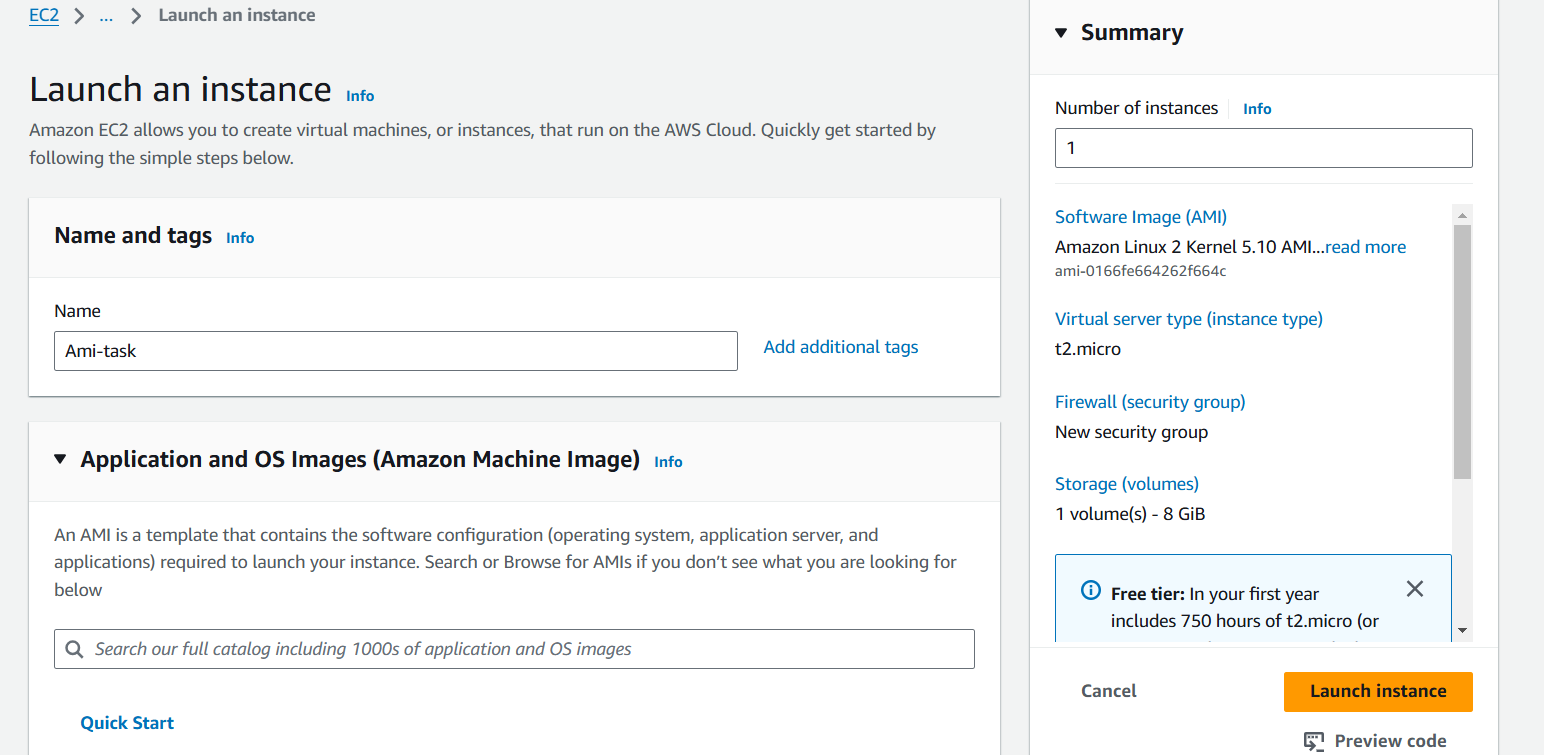 EC2 > ... > Launch an instance
Launch an instance Info
Amazon EC2 allows you to create virtual machines, or instances, that run on the AWS Cloud. Quickly get started by
following the simple steps below.
Name and tags Info
Name
Ami-task
Add additional tags
Application and OS Images (Amazon Machine Image) Info
An AMI is a template that contains the software configuration (operating system, application server, and
applications) required to launch your instance. Search or Browse for AMIs if you don’t see what you are looking for
below
Search our full catalog including 1000s of application and OS images
Quick Start
Summary
Number of instances Info
1
Software Image (AMI)
Amazon Linux 2 Kernel 5.10 AMI...read more
ami-0166fe664262f664c
Virtual server type (instance type)
t2.micro
Firewall (security group)
New security group
Storage (volumes)
1 volume(s) - 8 GiB
Free tier: In your first year
includes 750 hours of t2.micro (or
Cancel
Launch instance
Preview code